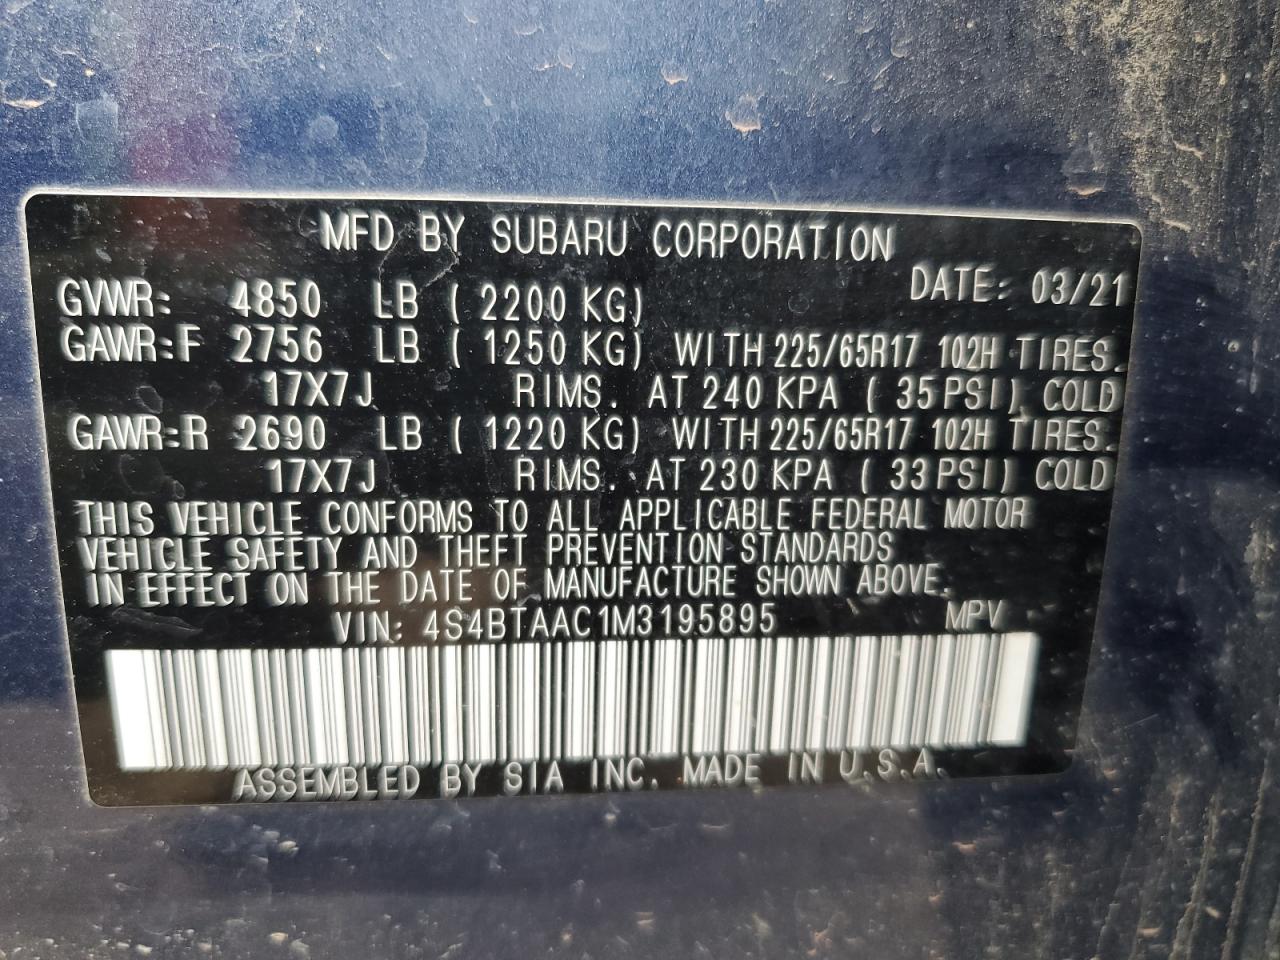 MFD BY SUBARU CORPORATION
DATE: 03/21
GVWR: 4850 LB ( 2200 KG)
GAWR:F 2756 LB ( 1250 KG) WITH 225/65R17 102H TIRES.
17X7J RIMS. AT 240 KPA ( 35 PSI) COLD
GAWR:R 2690 LB ( 1220 KG) WITH 225/65R17 102H TIRES.
17X7J RIMS. AT 230 KPA ( 33 PSI) COLD
THIS VEHICLE CONFORMS TO ALL APPLICABLE FEDERAL MOTOR
VEHICLE SAFETY AND THEFT PREVENTION STANDARDS
IN EFFECT ON THE DATE OF MANUFACTURE SHOWN ABOVE.
VIN: 4S4BTAAC1M3195895 MPV
ASSEMBLED BY SIA INC. MADE IN U.S.A.